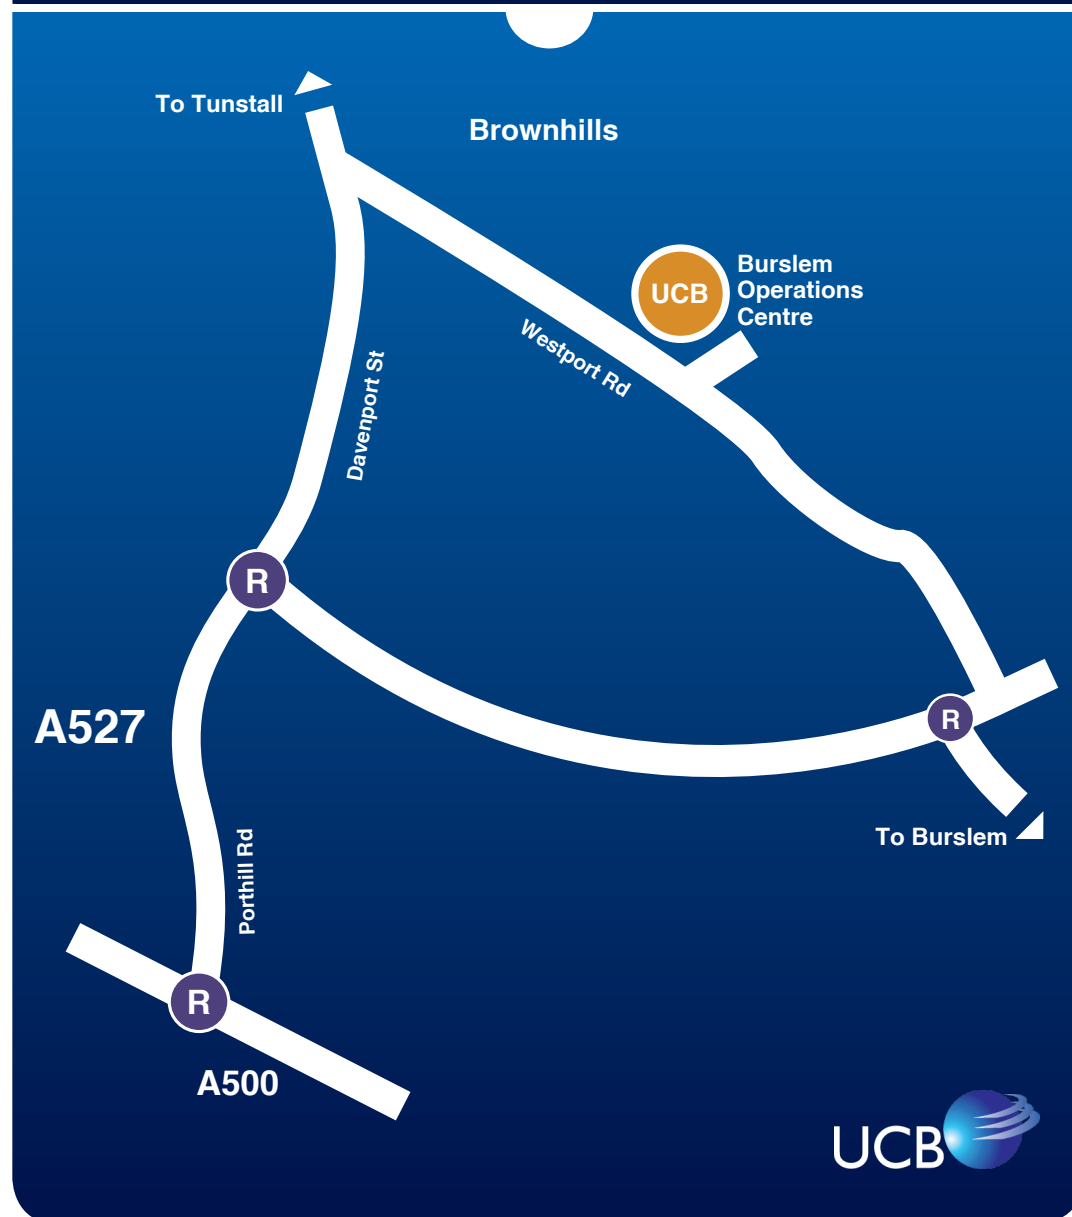 To Tunstall
Brownhills
UCB
Burslem
Operations
Centre
Westport Rd
Davenport St
R
A527
R
To Burslem
Porthill Rd
R
A500
UCB